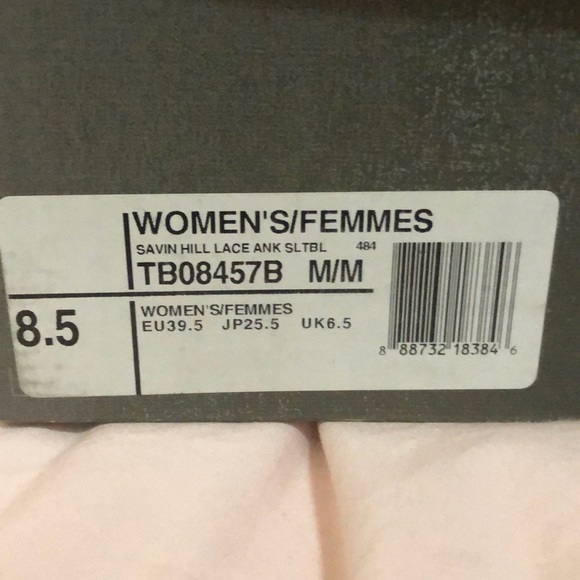 WOMEN'S/FEMMES
SAVIN HILL LACE ANK SLTBL 484
TB08457B M/M
8.5
WOMEN'S/FEMMES
EU39.5 JP25.5 UK6.5
8 88732 18384 6